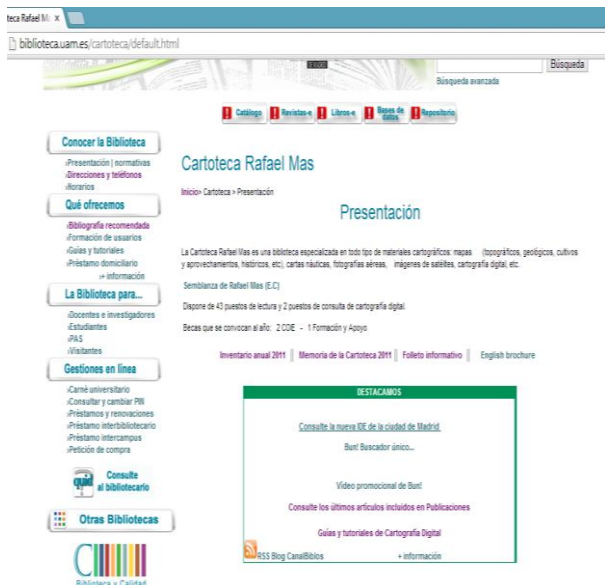 teca Rafael Ma x
biblioteca.uam.es/cartoteca/default.html
Búsqueda
Búsqueda avanzada
Catálogo
Revistas-e
Libros-e
Bases de datos
Repositorio
Conocer la Biblioteca
›Presentación | normativas
›Direcciones y teléfonos
›Horarios
Qué ofrecemos
›Bibliografía recomendada
›Formación de usuarios
›Guías y tutoriales
›Préstamo domiciliario
›+ información
La Biblioteca para...
›Docentes e investigadores
›Estudiantes
›PAS
›Visitantes
Gestiones en línea
›Carné universitario
›Consultar y cambiar PIN
›Préstamos y renovaciones
›Préstamo interbibliotecario
›Préstamo intercampus
›Petición de compra
quid
Consulte
al bibliotecario
Otras Bibliotecas
Biblioteca y Calidad
Cartoteca Rafael Mas
Inicio> Cartoteca > Presentación
Presentación
La Cartoteca Rafael Mas es una biblioteca especializada en todo tipo de materiales cartográficos: mapas (topográficos, geológicos, cultivos
y aprovechamientos, históricos, etc), cartas náuticas, fotografías aéreas, imágenes de satélites, cartografía digital, etc.
Semblanza de Rafael Mas (E.C)
Dispone de 43 puestos de lectura y 2 puestos de consulta de cartografía digital.
Becas que se convocan al año: 2 COIE - 1 Formación y Apoyo
Inventario anual 2011 || Memoria de la Cartoteca 2011 || Folleto informativo || English brochure
DESTACAMOS
Consulte la nueva IDE de la ciudad de Madrid
Bun! Buscador único...
Video promocional de Bun!
Consulte los últimos artículos incluidos en Publicaciones
Guías y tutoriales de Cartografía Digital
RSS Blog CanalBiblos + información